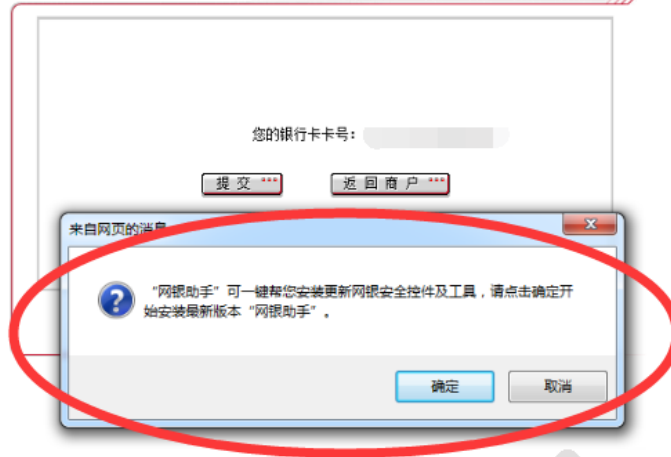 您的银行卡卡号：
提 交
返 回 商 户
来自网页的消息
“网银助手”可一键帮您安装更新网银安全控件及工具，请点击确定开
始安装最新版本“网银助手”。
确定
取消